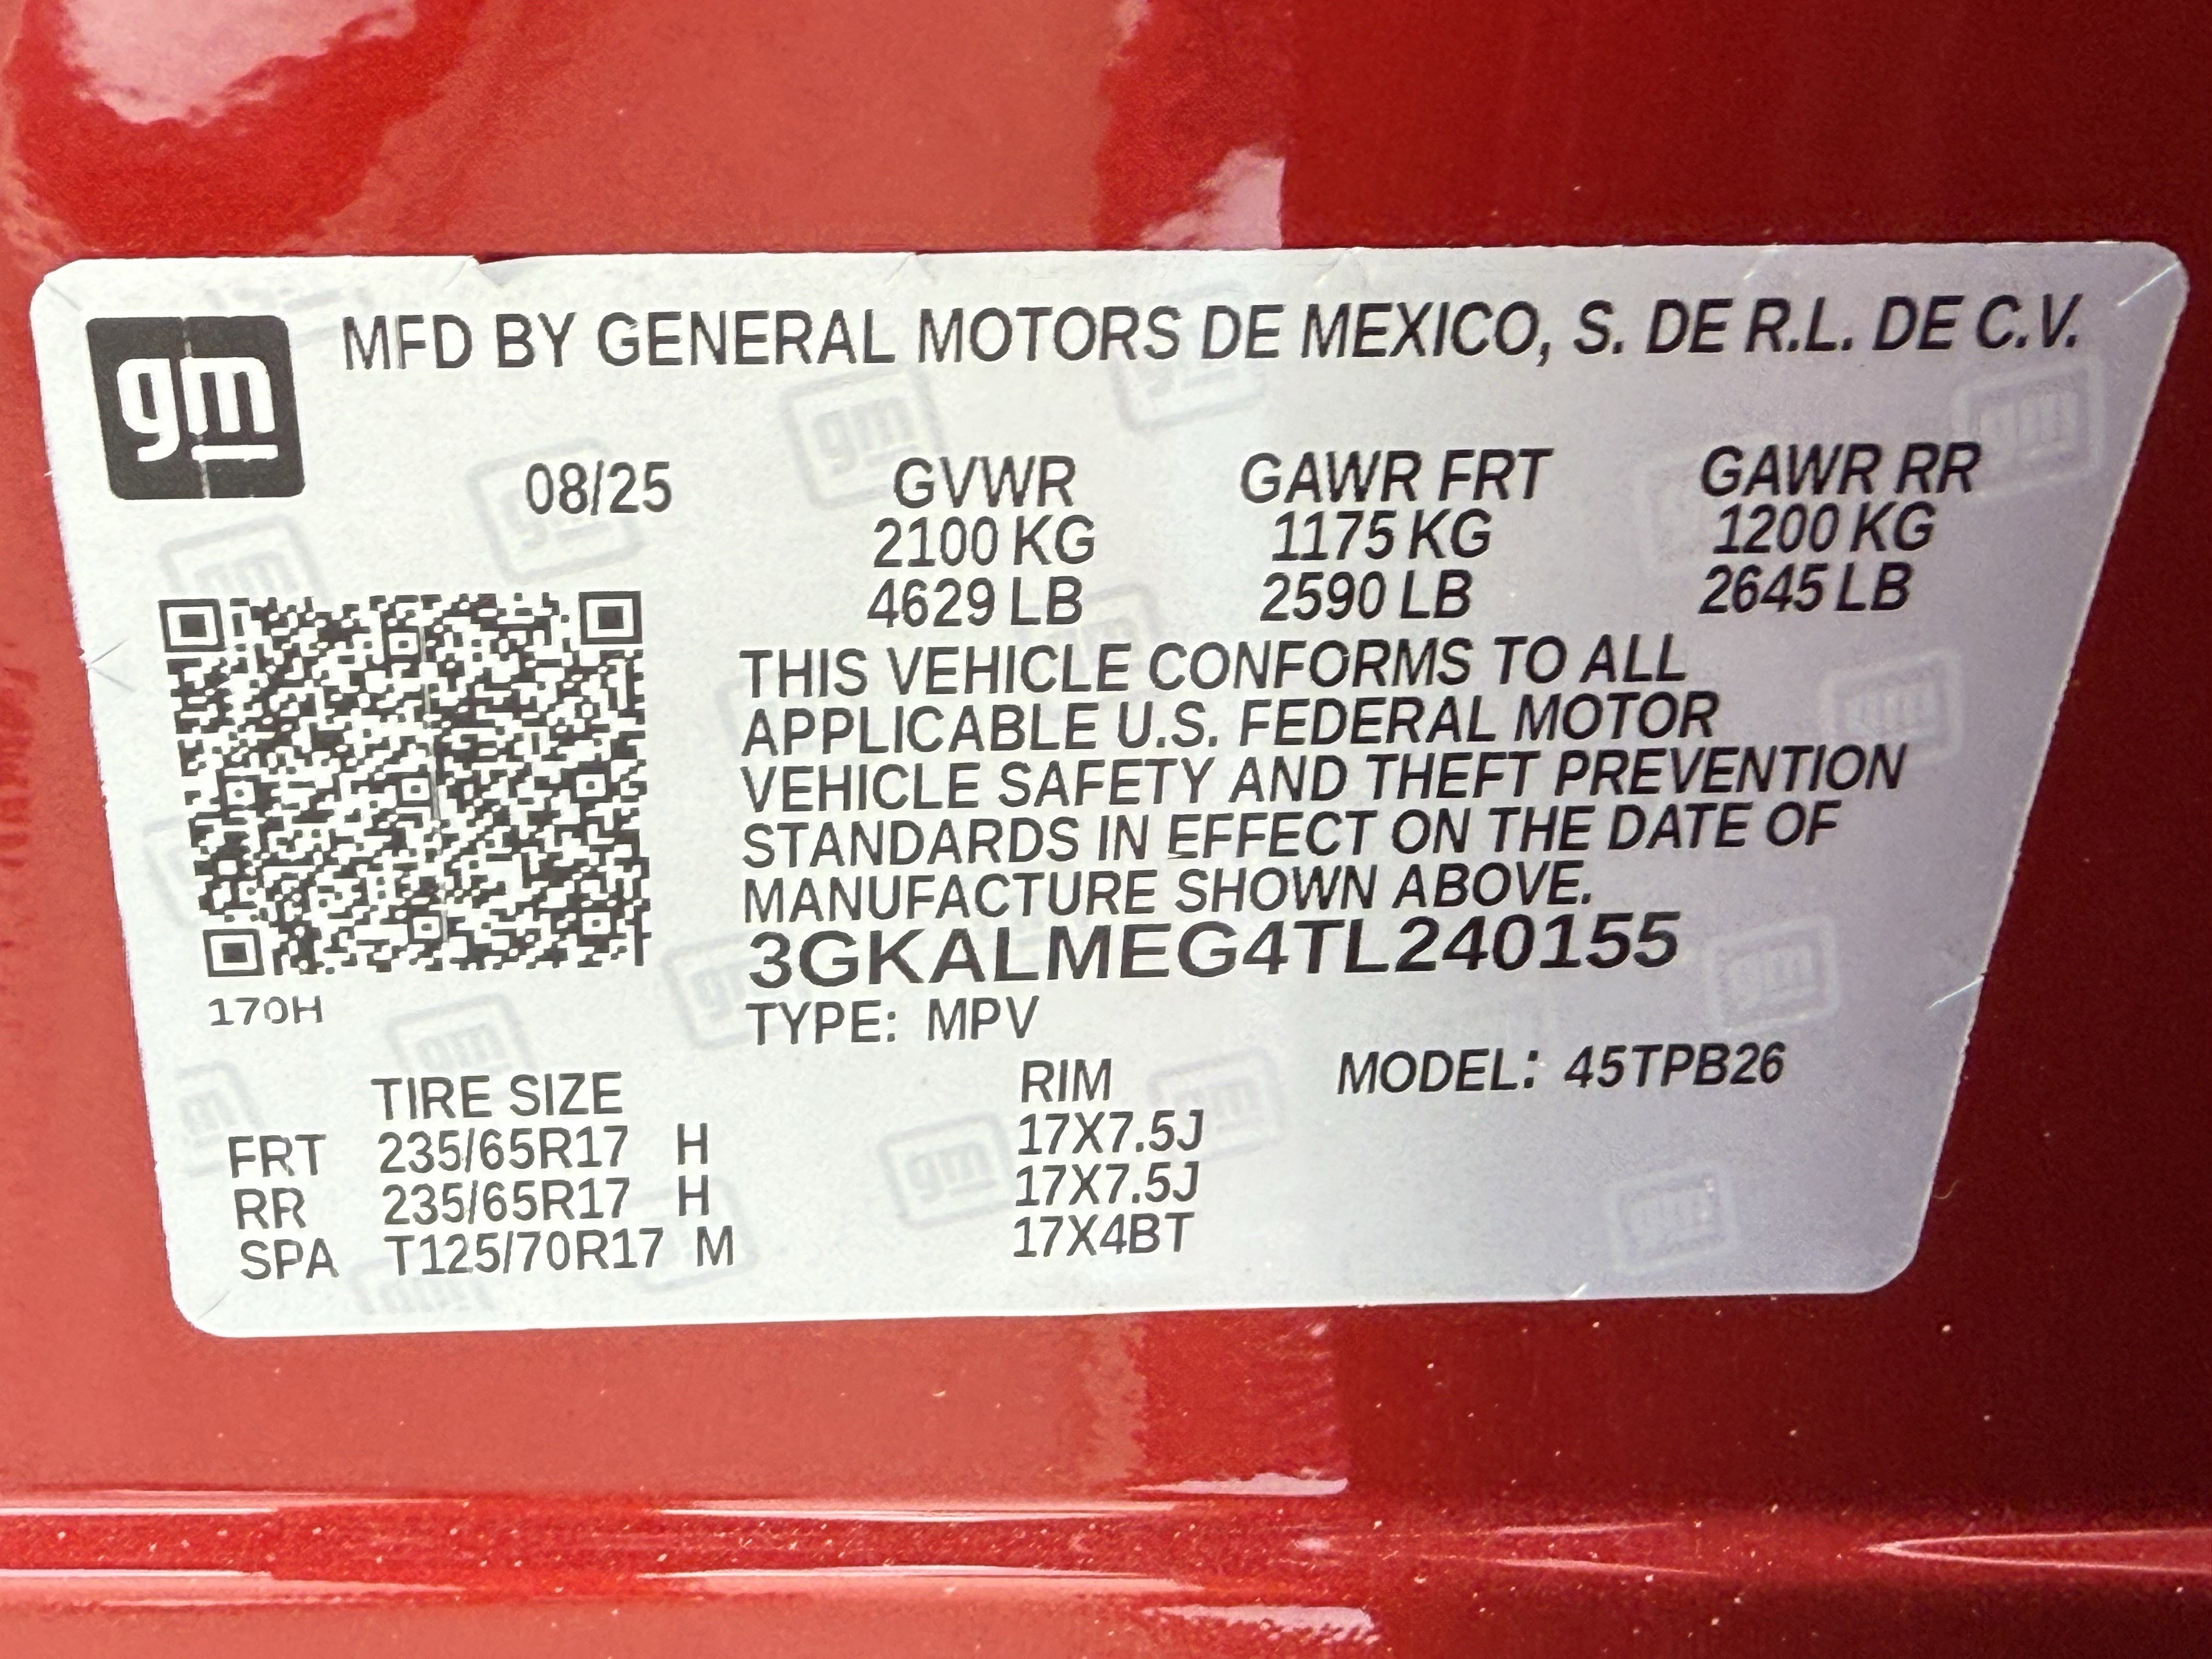 gm
MFD BY GENERAL MOTORS DE MEXICO, S. DE R.L. DE C.V.
08/25 GVWR GAWR FRT GAWR RR
2100 KG 1175 KG 1200 KG
4629 LB 2590 LB 2645 LB
THIS VEHICLE CONFORMS TO ALL
APPLICABLE U.S. FEDERAL MOTOR
VEHICLE SAFETY AND THEFT PREVENTION
STANDARDS IN EFFECT ON THE DATE OF
MANUFACTURE SHOWN ABOVE.
3GKALMEG4TL240155
170H
TYPE: MPV
TIRE SIZE RIM MODEL: 45TPB26
FRT 235/65R17 H 17X7.5J
RR 235/65R17 H 17X7.5J
SPA T125/70R17 M 17X4BT